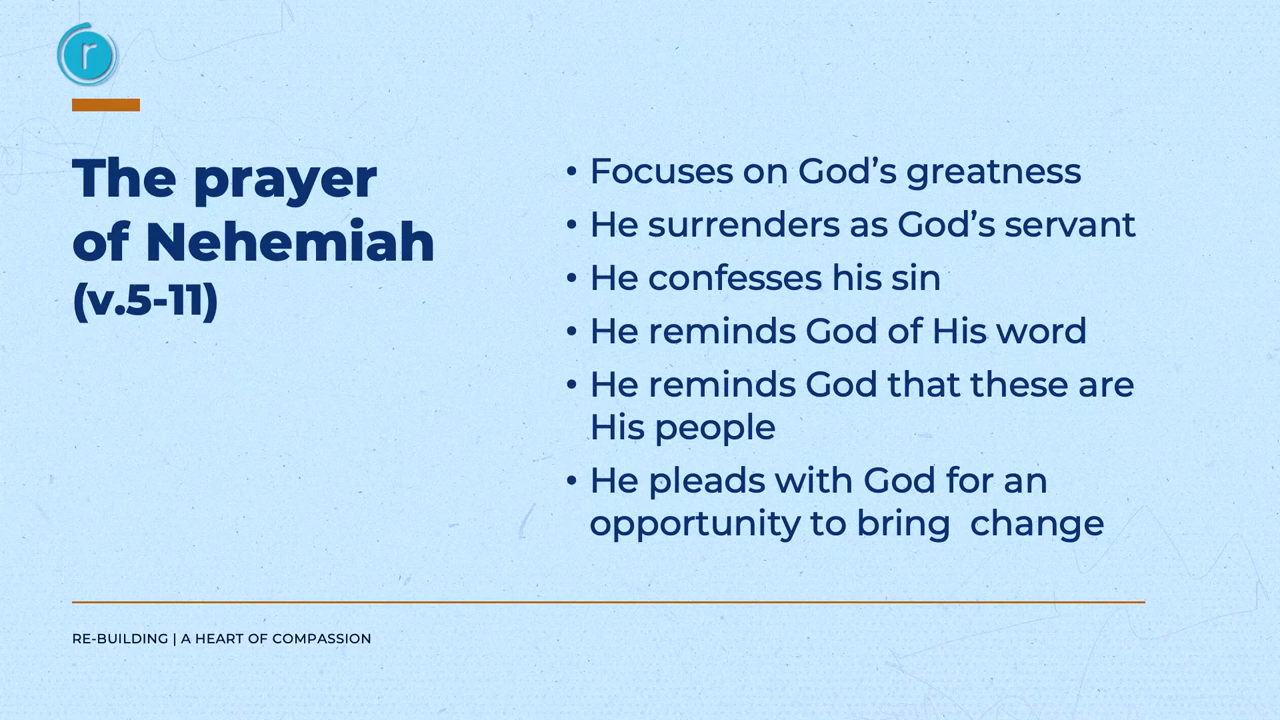 r
The prayer
of Nehemiah
(v.5-11)
• Focuses on God’s greatness
• He surrenders as God’s servant
• He confesses his sin
• He reminds God of His word
• He reminds God that these are
His people
• He pleads with God for an
opportunity to bring  change
RE-BUILDING | A HEART OF COMPASSION